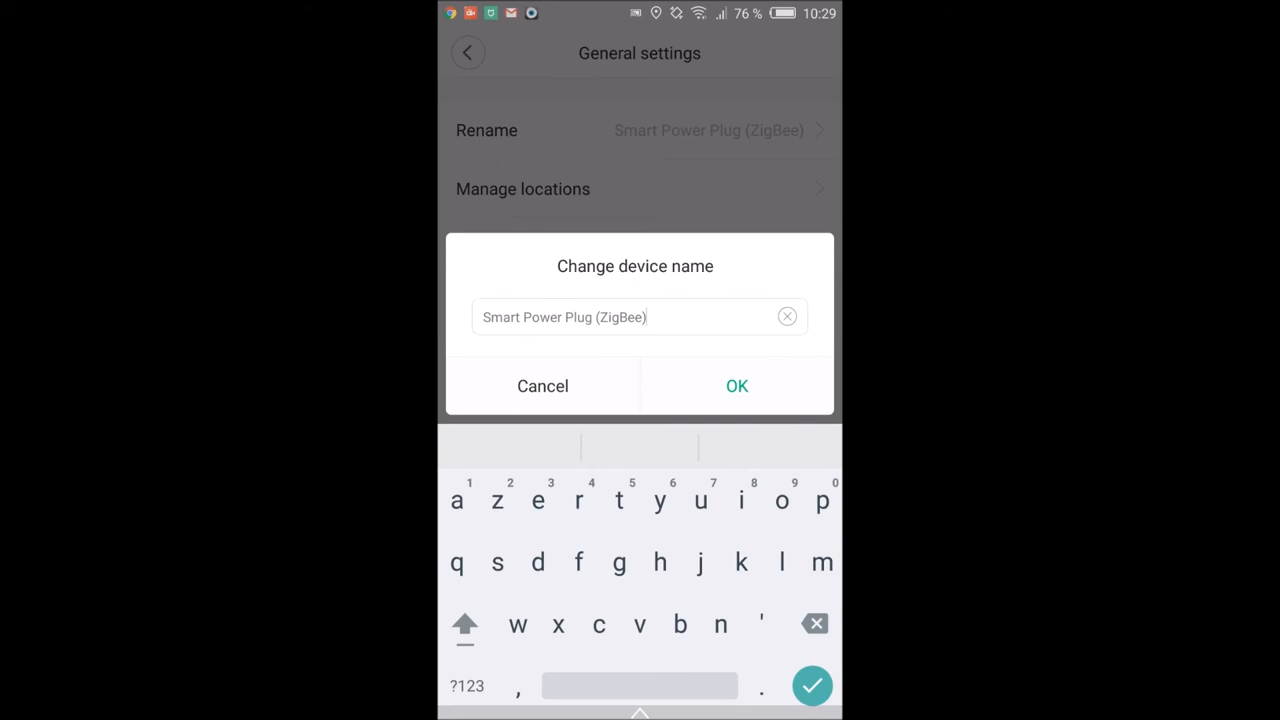 76 % 10:29
General settings
Rename Smart Power Plug (ZigBee)
Manage locations
Change device name
Smart Power Plug (ZigBee)
Cancel OK
1 2 3 4 5 6 7 8 9 0
a z e r t y u i o p
q s d f g h j k l m
w x c v b n '
?123 , .